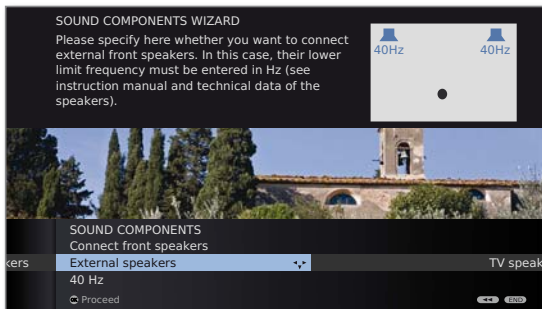 SOUND COMPONENTS WIZARD
Please specify here whether you want to connect
external front speakers. In this case, their lower
limit frequency must be entered in Hz (see
instruction manual and technical data of the
speakers).
40Hz 40Hz
SOUND COMPONENTS
Connect front speakers
kers External speakers TV speak
40 Hz
OK Proceed END